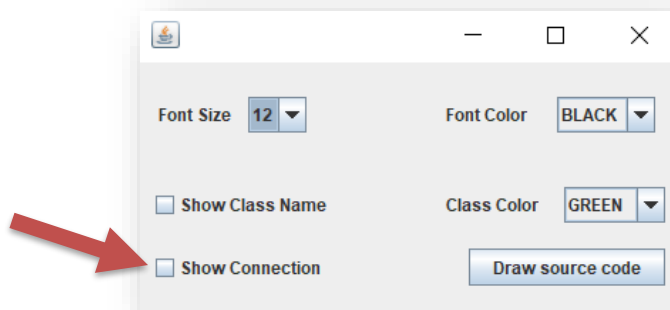 Font Size 12 Font Color BLACK
Show Class Name Class Color GREEN
Show Connection Draw source code